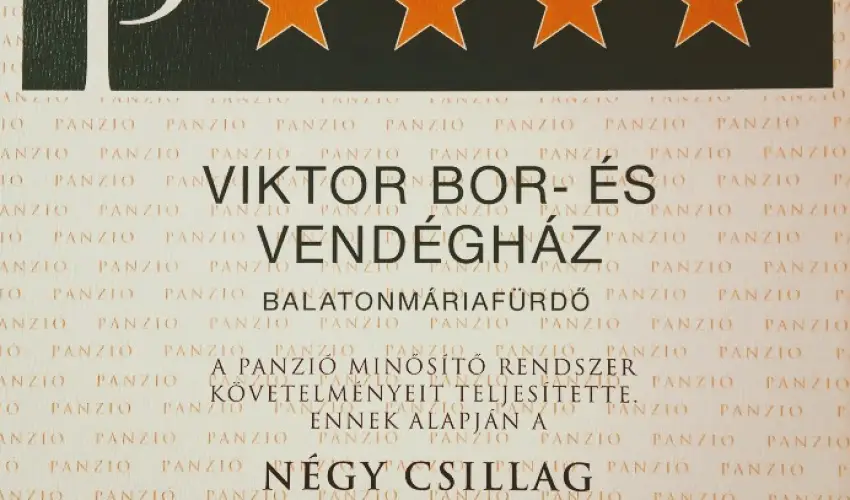 VIKTOR BOR- ÉS
VENDÉGHÁZ
BALATONMÁRIAFÜRDŐ
A PANZIÓ MINŐSÍTŐ RENDSZER
KÖVETELMÉNYEIT TELJESÍTETTE.
ENNEK ALAPJÁN A
NÉGY CSILLAG